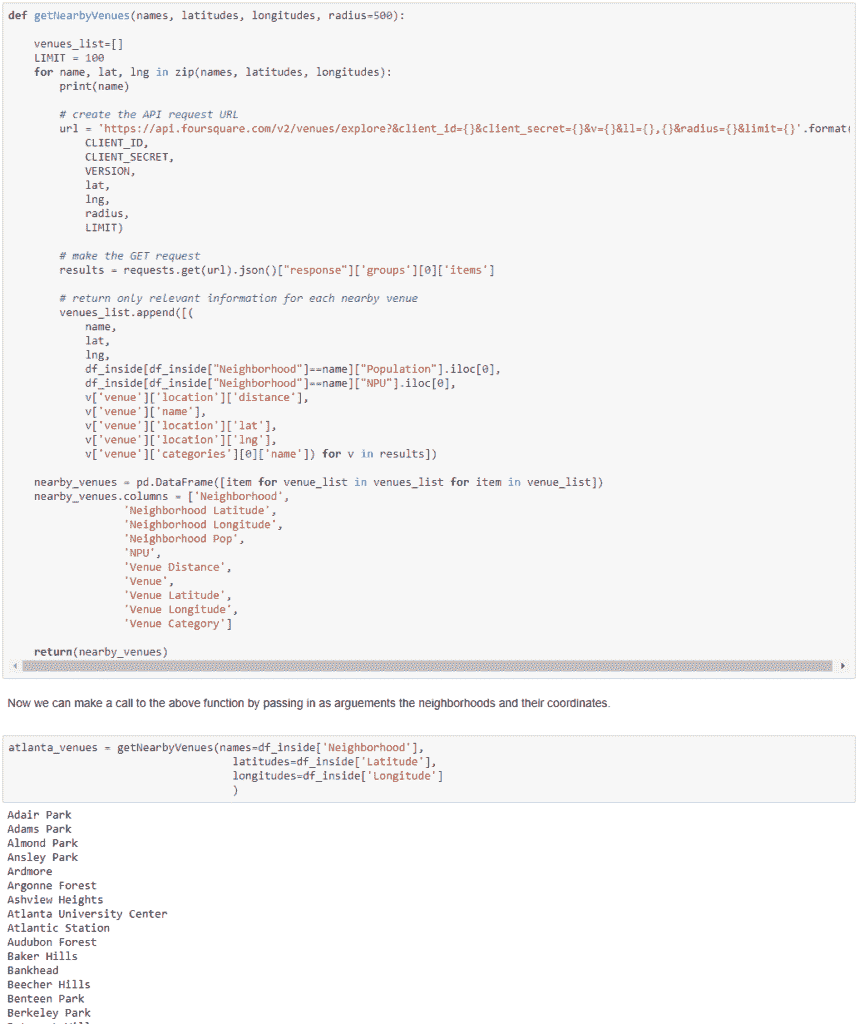 def getNearbyVenues(names, latitudes, longitudes, radius=500):
venues_list=[]
LIMIT = 100
for name, lat, lng in zip(names, latitudes, longitudes):
print(name)
# create the API request URL
url = 'https://api.foursquare.com/v2/venues/explore?&client_id={}&client_secret={}&v={}&ll={},{}&radius={}&limit={}'.format(
CLIENT_ID,
CLIENT_SECRET,
VERSION,
lat,
lng,
radius,
LIMIT)
# make the GET request
results = requests.get(url).json()["response"]['groups'][0]['items']
# return only relevant information for each nearby venue
venues_list.append([(
name,
lat,
lng,
df_inside[df_inside["Neighborhood"]==name]["Population"].iloc[0],
df_inside[df_inside["Neighborhood"]==name]["NPU"].iloc[0],
v['venue']['location']['distance'],
v['venue']['name'],
v['venue']['location']['lat'],
v['venue']['location']['lng'],
v['venue']['categories'][0]['name']) for v in results])
nearby_venues = pd.DataFrame([item for venue_list in venues_list for item in venue_list])
nearby_venues.columns = ['Neighborhood',
'Neighborhood Latitude',
'Neighborhood Longitude',
'Neighborhood Pop',
'NPU',
'Venue Distance',
'Venue',
'Venue Latitude',
'Venue Longitude',
'Venue Category']
return(nearby_venues)
Now we can make a call to the above function by passing in as arguements the neighborhoods and their coordinates.
atlanta_venues = getNearbyVenues(names=df_inside['Neighborhood'],
latitudes=df_inside['Latitude'],
longitudes=df_inside['Longitude']
)
Adair Park
Adams Park
Almond Park
Ansley Park
Ardmore
Argonne Forest
Ashview Heights
Atlanta University Center
Atlantic Station
Audubon Forest
Baker Hills
Bankhead
Beecher Hills
Benteen Park
Berkeley Park